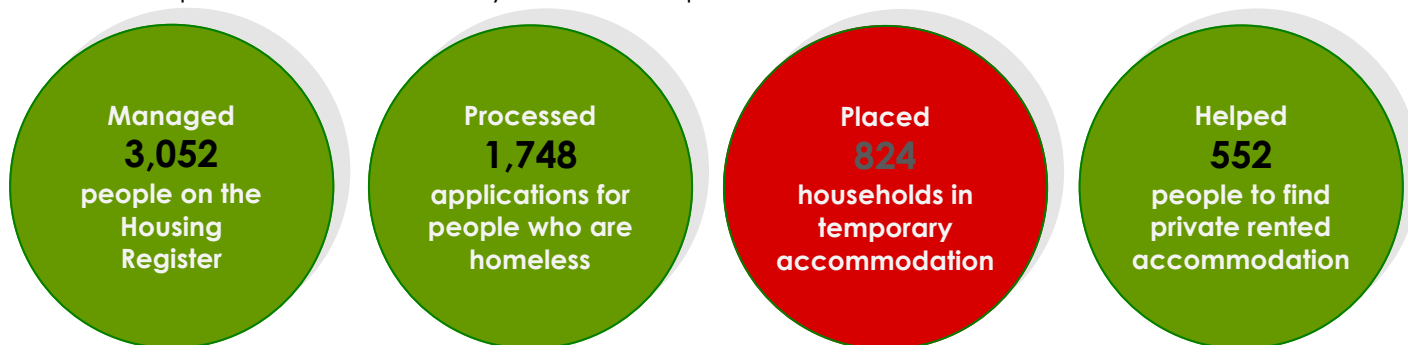 Managed
3,052
people on the
Housing
Register
Processed
1,748
applications for
people who are
homeless
Placed
824
households in
temporary
accommodation
Helped
552
people to find
private rented
accommodation